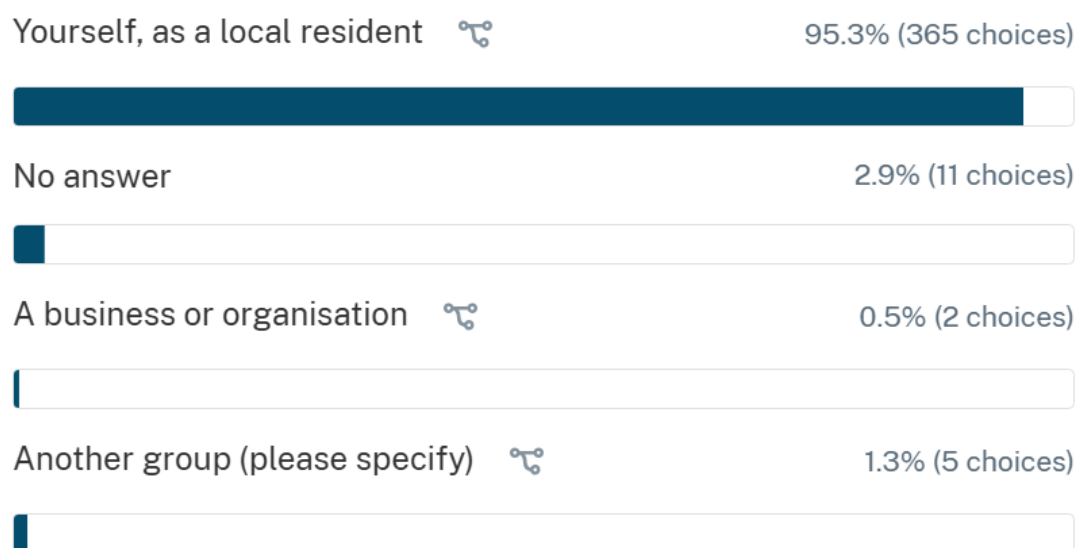 Yourself, as a local resident 95.3% (365 choices)
No answer 2.9% (11 choices)
A business or organisation 0.5% (2 choices)
Another group (please specify) 1.3% (5 choices)